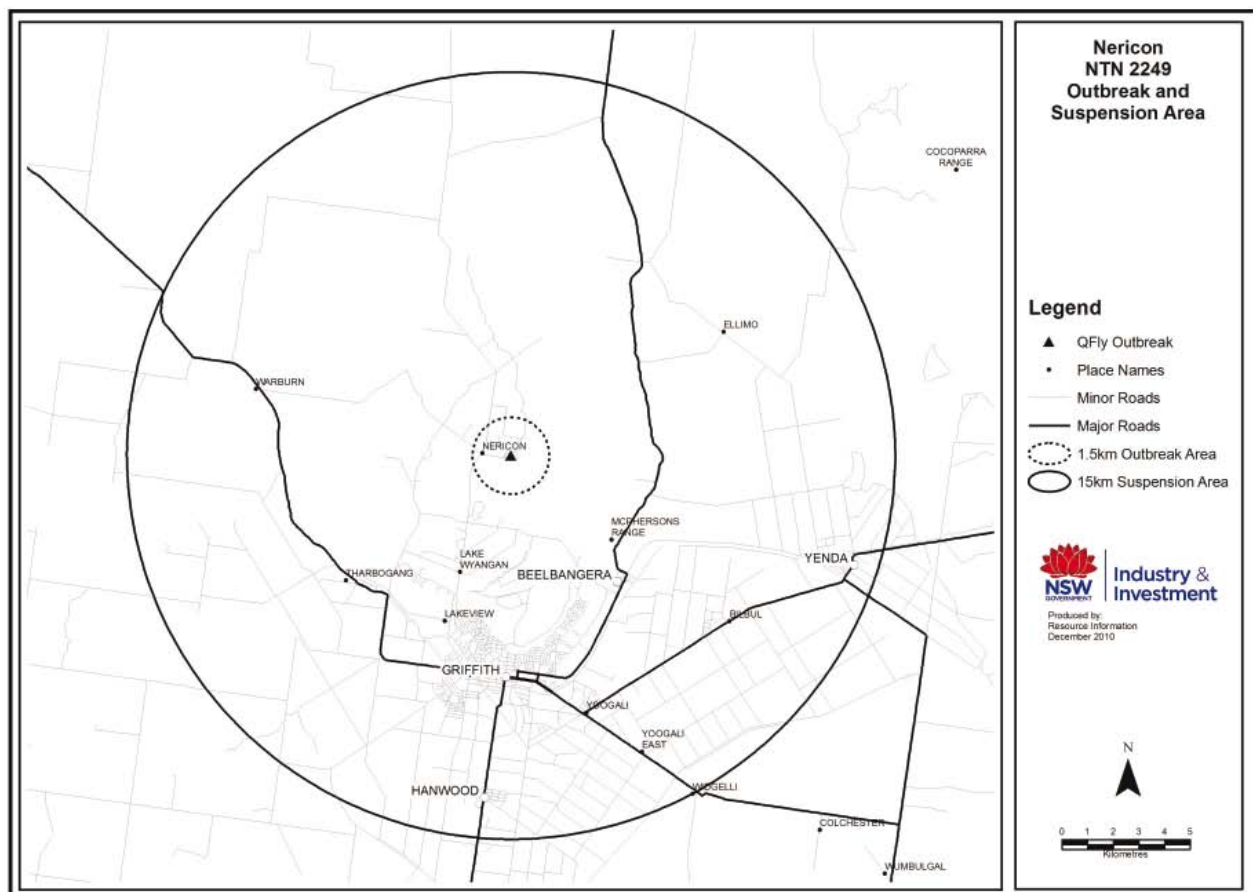 Nericon
NTN 2249
Outbreak and
Suspension Area
COCOPARRA
RANGE
ELLIMO
WARBURN
NERICON
MCPHERSONS
RANGE
LAKE
WYANGAN
BEELBANGERA
YENDA
THARBOGANG
LAKEVIEW
BILBUL
GRIFFITH
YOOGALI
YOOGALI
EAST
HANWOOD
WIDGELLI
COLCHESTER
WUMBULGAL
Legend
QFly Outbreak
Place Names
Minor Roads
Major Roads
1.5km Outbreak Area
15km Suspension Area
NSW
GOVERNMENT
Industry &
Investment
Produced by:
Resource Information
December 2010
N
0 1 2 3 4 5
Kilometres